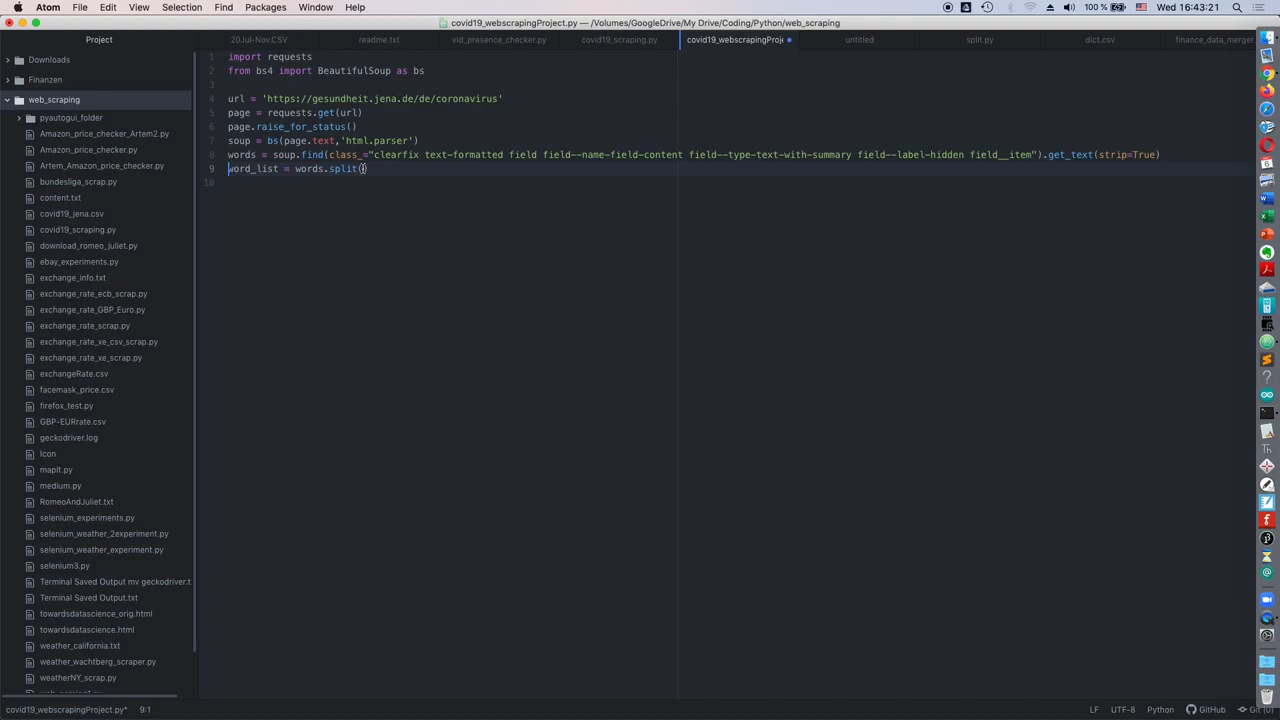 Atom File Edit View Selection Find Packages Window Help 100 % Wed 16:43:21
covid19_webscrapingProject.py — /Volumes/GoogleDrive/My Drive/Coding/Python/web_scraping
Project 20Jul-Nov.CSV readme.txt vid_presence_checker.py covid19_scraping.py covid19_webscrapingProje untitled split.py dict.csv finance_data_merger.
Downloads
Finanzen
web_scraping
pyautogui_folder
Amazon_price_checker_Artem2.py
Amazon_price_checker.py
Artem_Amazon_price_checker.py
bundesliga_scrap.py
content.txt
covid19_jena.csv
covid19_scraping.py
download_romeo_juliet.py
ebay_experiments.py
exchange_info.txt
exchange_rate_ecb_scrap.py
exchange_rate_GBP_Euro.py
exchange_rate_scrap.py
exchange_rate_xe_csv_scrap.py
exchange_rate_xe_scrap.py
exchangeRate.csv
facemask_price.csv
firefox_test.py
GBP-EURrate.csv
geckodriver.log
Icon
mapIt.py
medium.py
RomeoAndJuliet.txt
selenium_experiments.py
selenium_weather_2experiment.py
selenium_weather_experiment.py
selenium3.py
Terminal Saved Output mv geckodriver.t
Terminal Saved Output.txt
towardsdatascience_orig.html
towardsdatascience.html
weather_california.txt
weather_wachtberg_scraper.py
weatherNY_scrap.py
1 import requests
2 from bs4 import BeautifulSoup as bs
3
4 url = 'https://gesundheit.jena.de/de/coronavirus'
5 page = requests.get(url)
6 page.raise_for_status()
7 soup = bs(page.text,'html.parser')
8 words = soup.find(class_="clearfix text-formatted field field--name-field-content field--type-text-with-summary field--label-hidden field__item").get_text(strip=True)
9 word_list = words.split()
10
covid19_webscrapingProject.py* 9:1 LF UTF-8 Python GitHub Git (0)